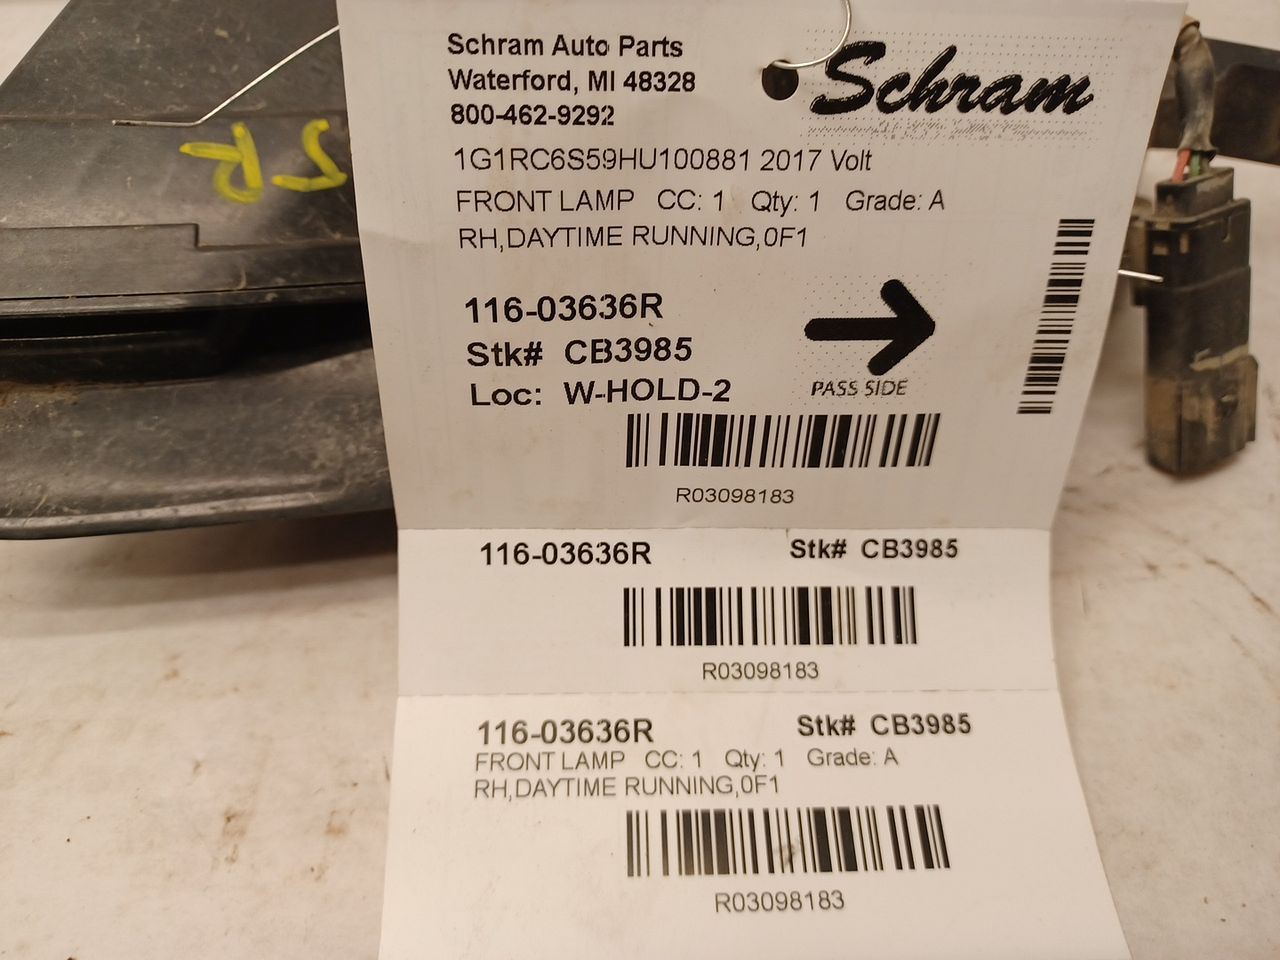 Schram Auto Parts
Waterford, MI 48328
800-462-9292
Schram
1G1RC6S59HU100881 2017 Volt
FRONT LAMP CC: 1 Qty: 1 Grade: A
RH,DAYTIME RUNNING,0F1
116-03636R
Stk# CB3985
Loc: W-HOLD-2
PASS SIDE
R03098183
116-03636R Stk# CB3985
R03098183
116-03636R Stk# CB3985
FRONT LAMP CC: 1 Qty: 1 Grade: A
RH,DAYTIME RUNNING,0F1
R03098183